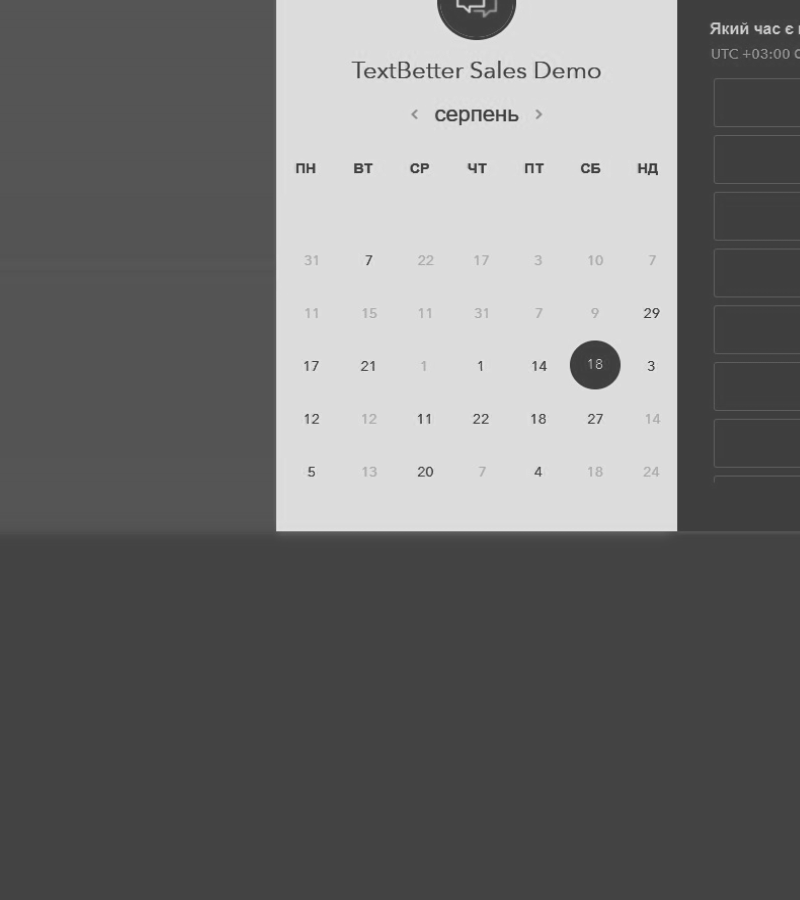 TextBetter Sales Demo
< серпень >
ПН ВТ СР ЧТ ПТ СБ НД
31 7 22 17 3 10 7
11 15 11 31 7 9 29
17 21 1 1 14 18 3
12 12 11 22 18 27 14
5 13 20 7 4 18 24
Який час є
UTC +03:00